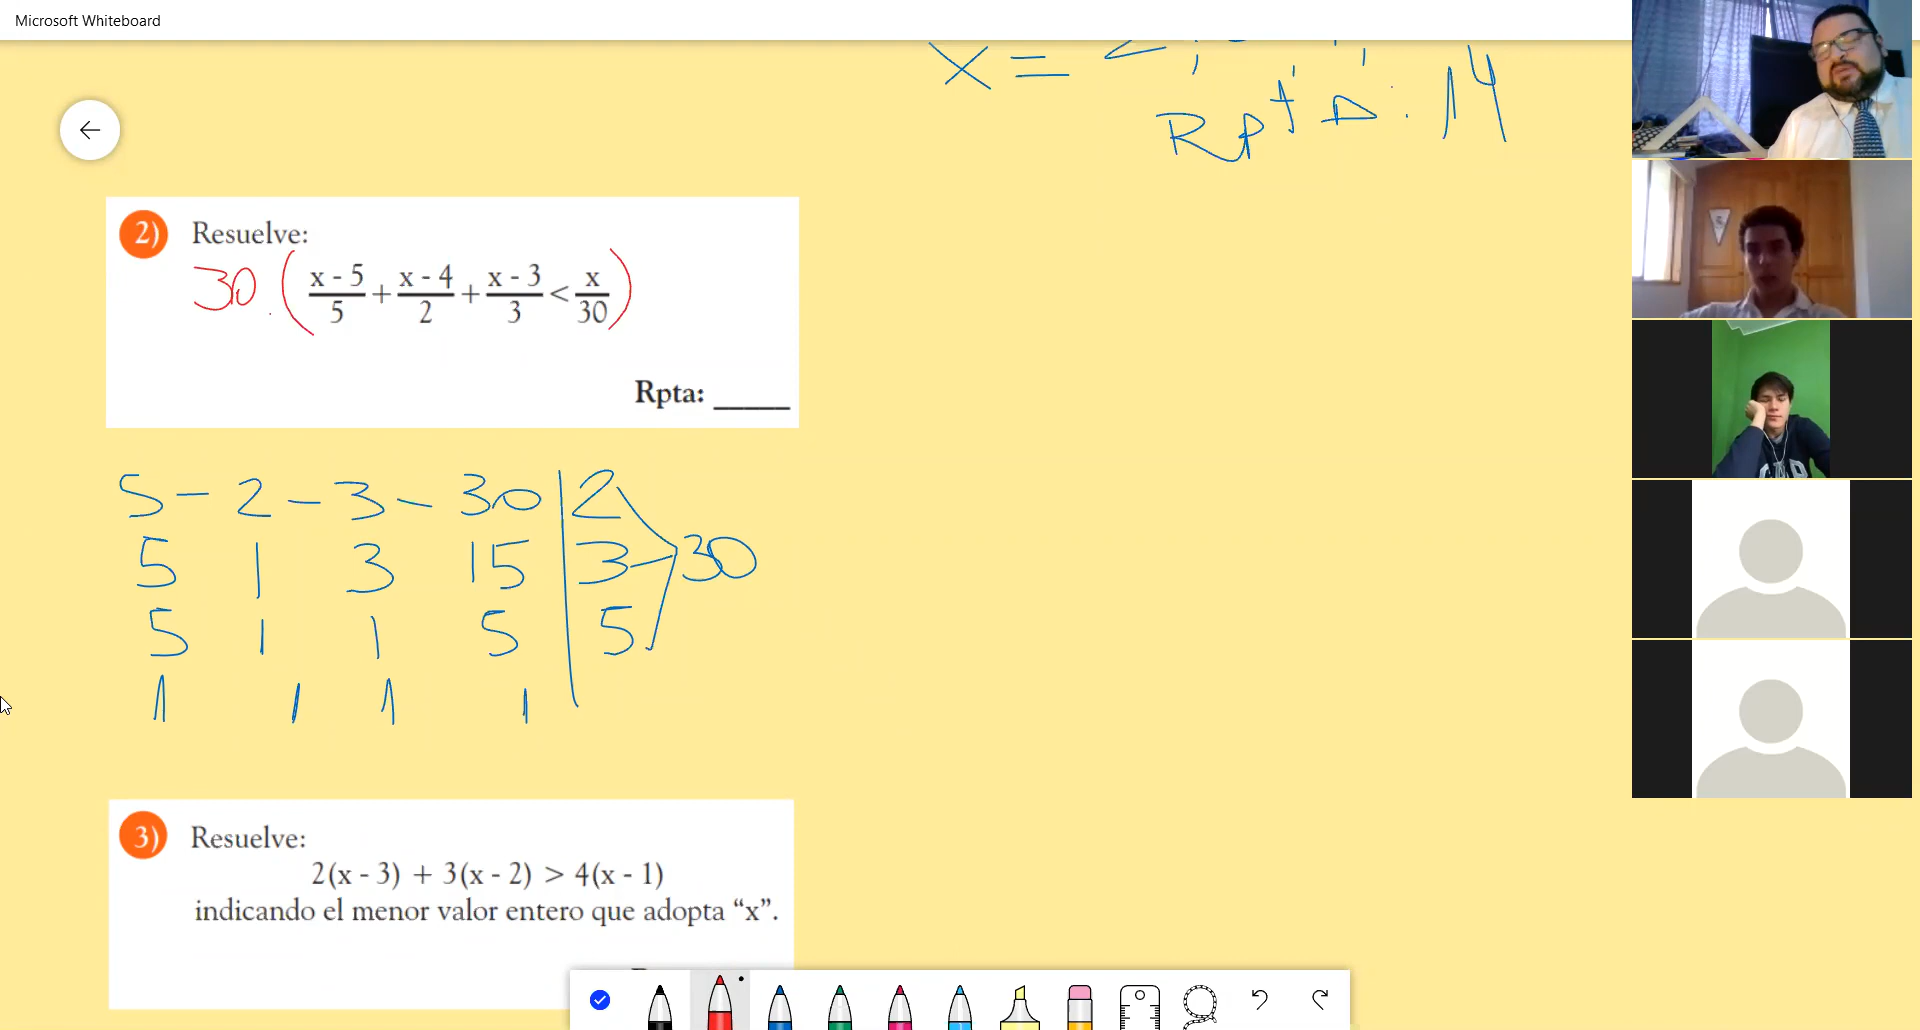 Microsoft Whiteboard
x =
Rpta: 14
2) Resuelve:
30 . ( x - 5 / 5 + x - 4 / 2 + x - 3 / 3 < x / 30 )
Rpta: _____
5 - 2 - 3 - 30 | 2
5 1 3 15 | 3 - 30
5 1 1 5 | 5
1 1 1 1
3) Resuelve:
2(x - 3) + 3(x - 2) > 4(x - 1)
indicando el menor valor entero que adopta “x”.